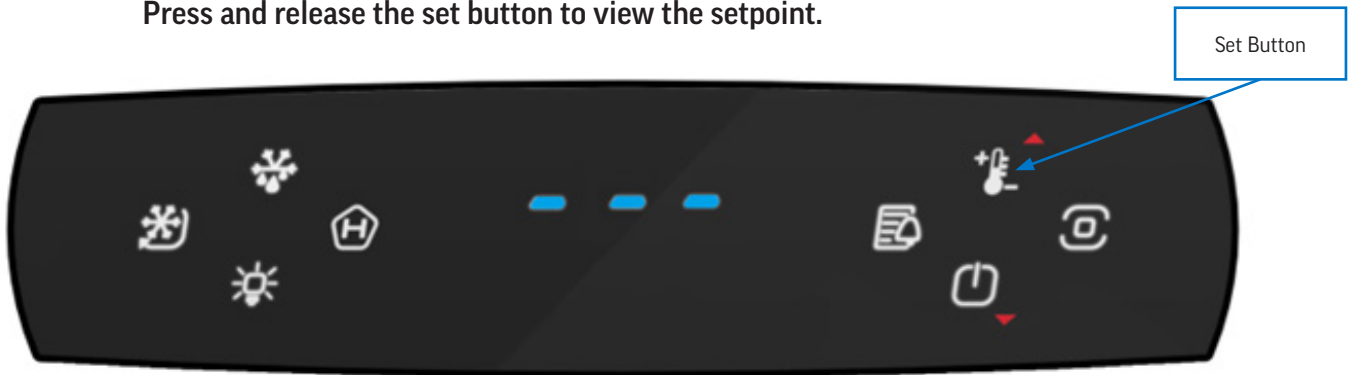 Press and release the set button to view the setpoint.
Set Button
H